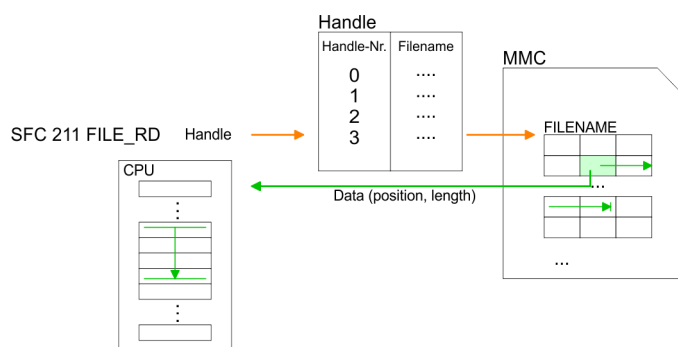 Handle
Handle-Nr. Filename
0 ....
1 ....
2 ....
3 ....
MMC
SFC 211 FILE_RD Handle
FILENAME
CPU
...
Data (position, length)
...